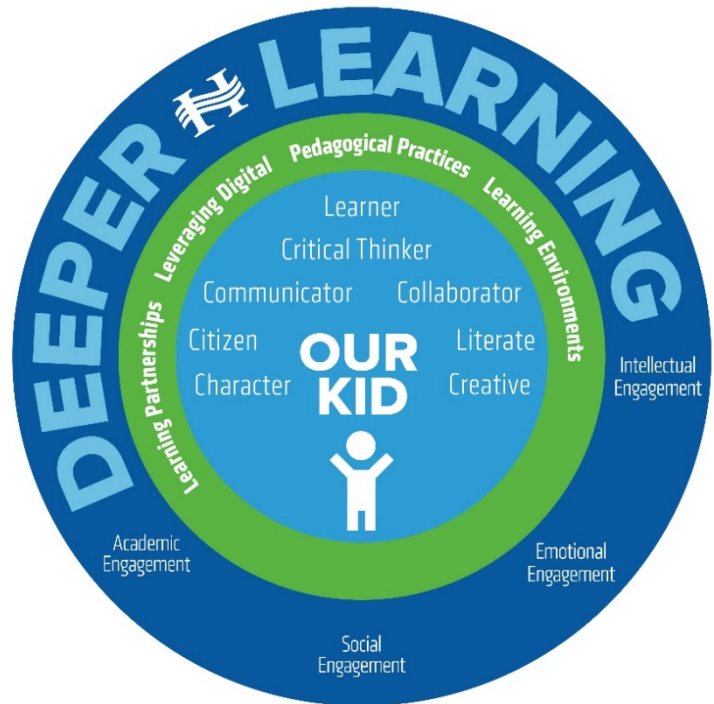 DEEPER LEARNING
Learning Partnerships Leveraging Digital Pedagogical Practices Learning Environments
Learner
Critical Thinker
Communicator Collaborator
Citizen Literate
Character Creative
OUR
KID
Intellectual
Engagement
Academic
Engagement
Emotional
Engagement
Social
Engagement